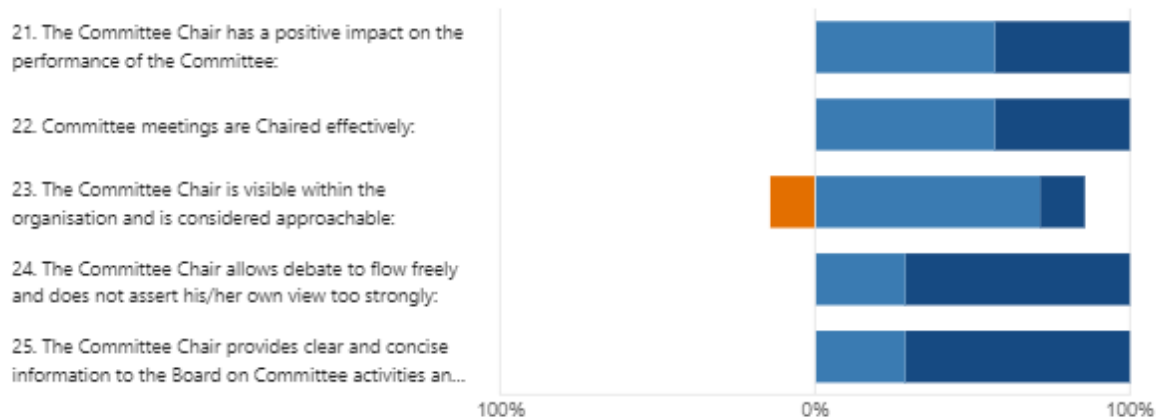 21. The Committee Chair has a positive impact on the
performance of the Committee:
22. Committee meetings are Chaired effectively:
23. The Committee Chair is visible within the
organisation and is considered approachable:
24. The Committee Chair allows debate to flow freely
and does not assert his/her own view too strongly:
25. The Committee Chair provides clear and concise
information to the Board on Committee activities an...
100% 0% 100%